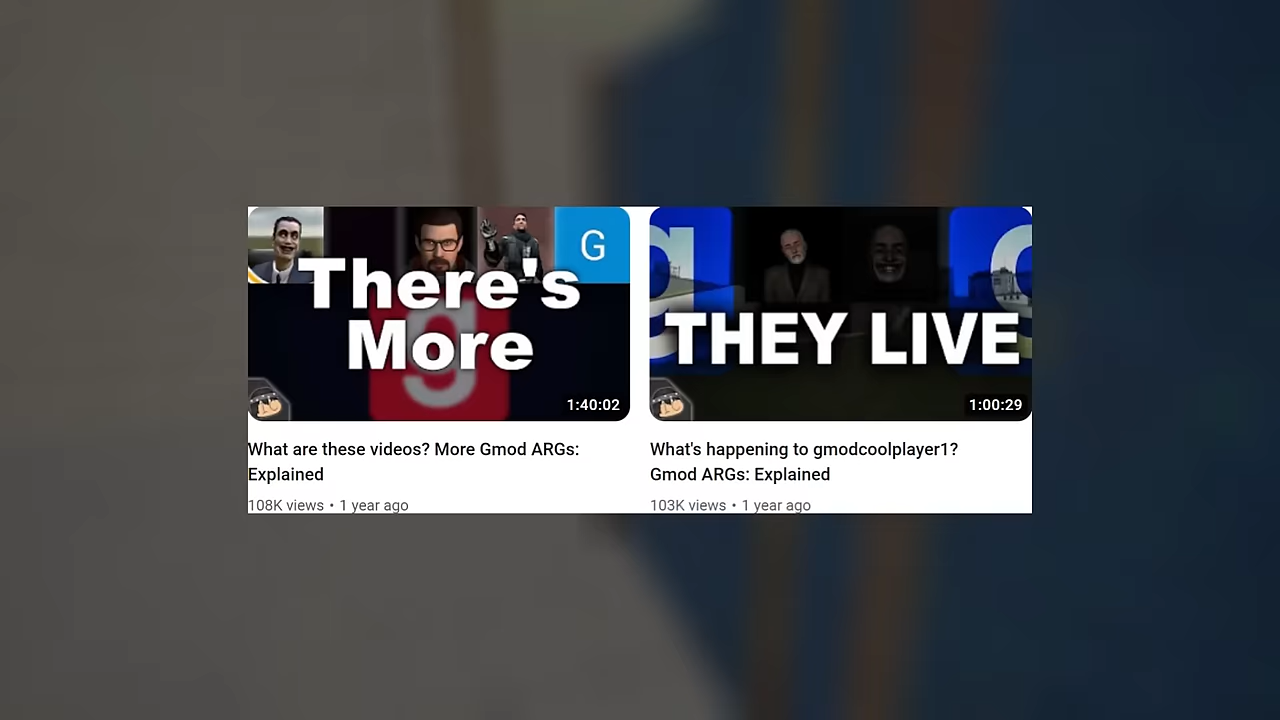 G
There's
More
g
1:40:02
What are these videos? More Gmod ARGs:
Explained
108K views • 1 year ago
g
g
THEY LIVE
1:00:29
What's happening to gmodcoolplayer1?
Gmod ARGs: Explained
103K views • 1 year ago